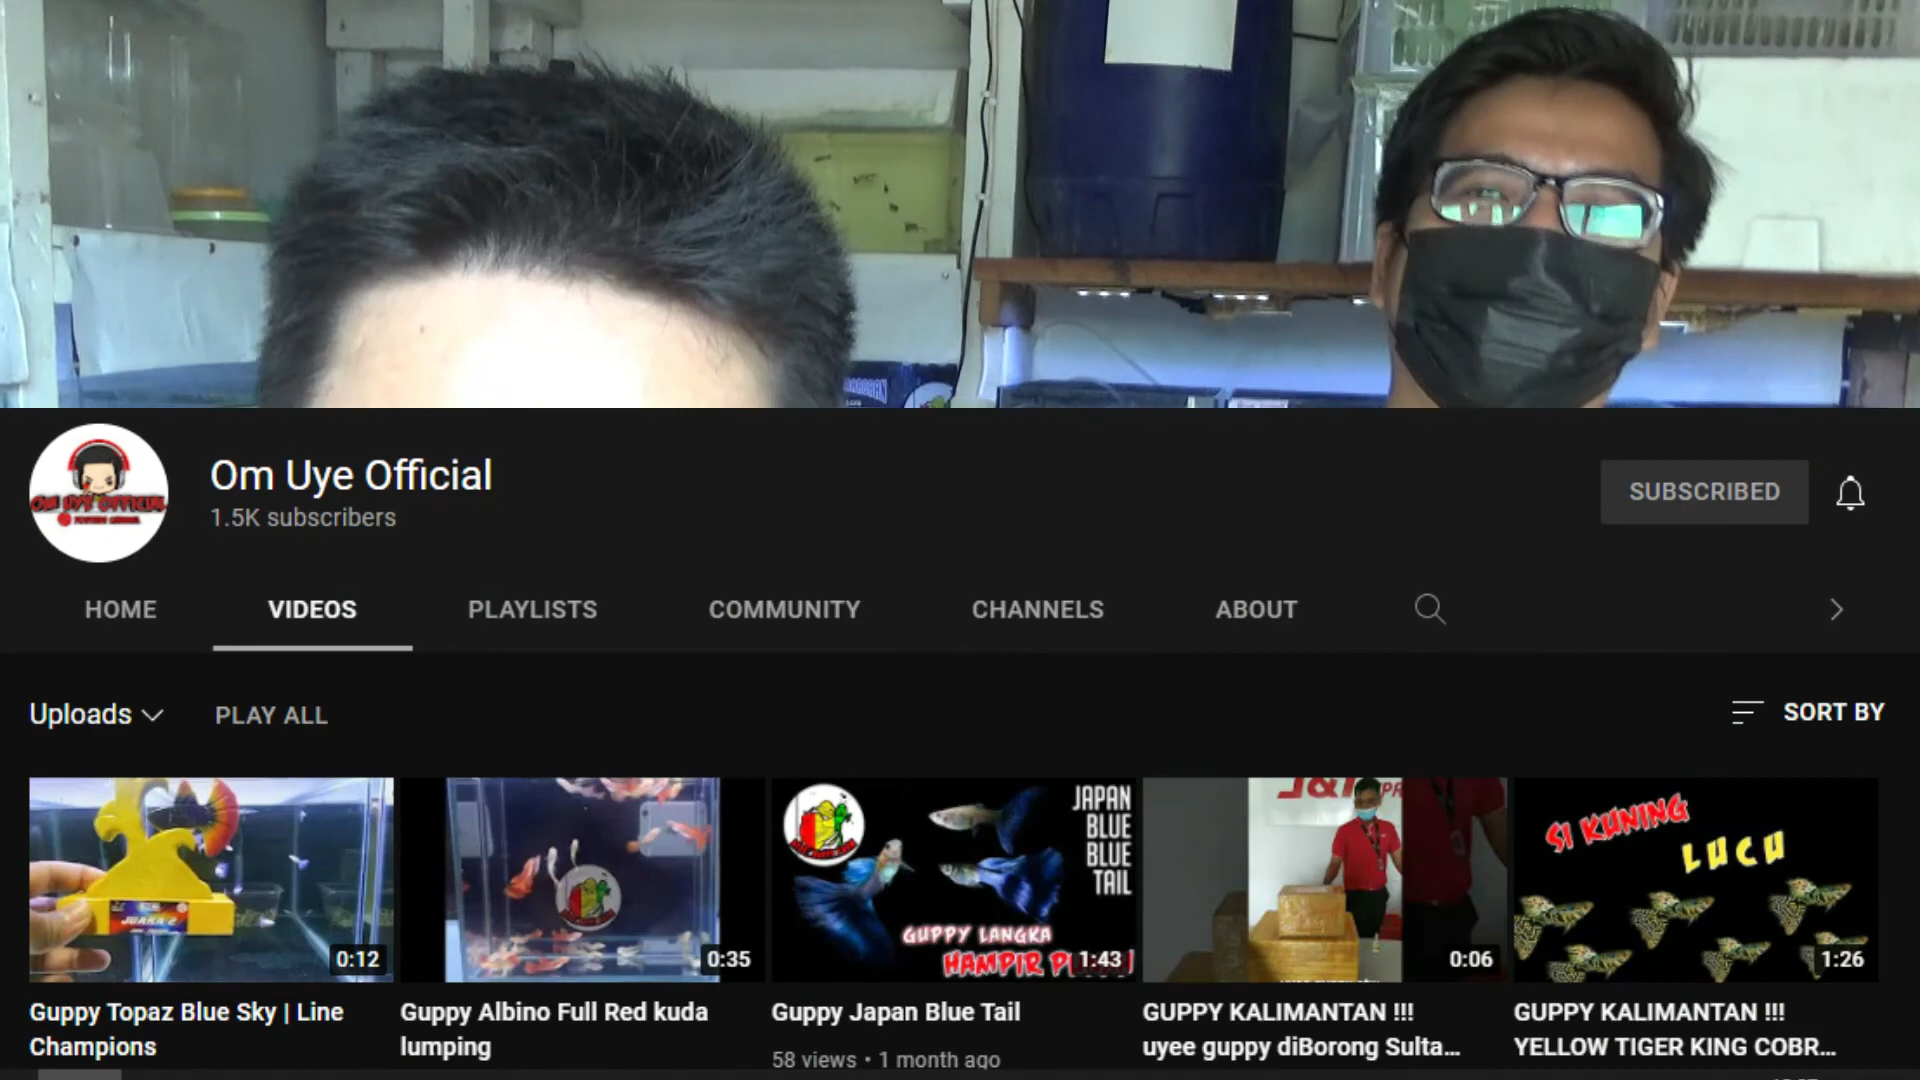 Om Uye Official
1.5K subscribers
SUBSCRIBED
HOME
VIDEOS
PLAYLISTS
COMMUNITY
CHANNELS
ABOUT
Uploads
PLAY ALL
SORT BY
JUARA 2
0:12
0:35
JAPAN
BLUE
BLUE
TAIL
GUPPY LANGKA
HAMPIR
1:43
J&T
0:06
SI KUNING
LUCU
1:26
Guppy Topaz Blue Sky | Line
Champions
Guppy Albino Full Red kuda
lumping
Guppy Japan Blue Tail
58 views • 1 month ago
GUPPY KALIMANTAN !!!
uyee guppy diBorong Sulta...
GUPPY KALIMANTAN !!!
YELLOW TIGER KING COBR...